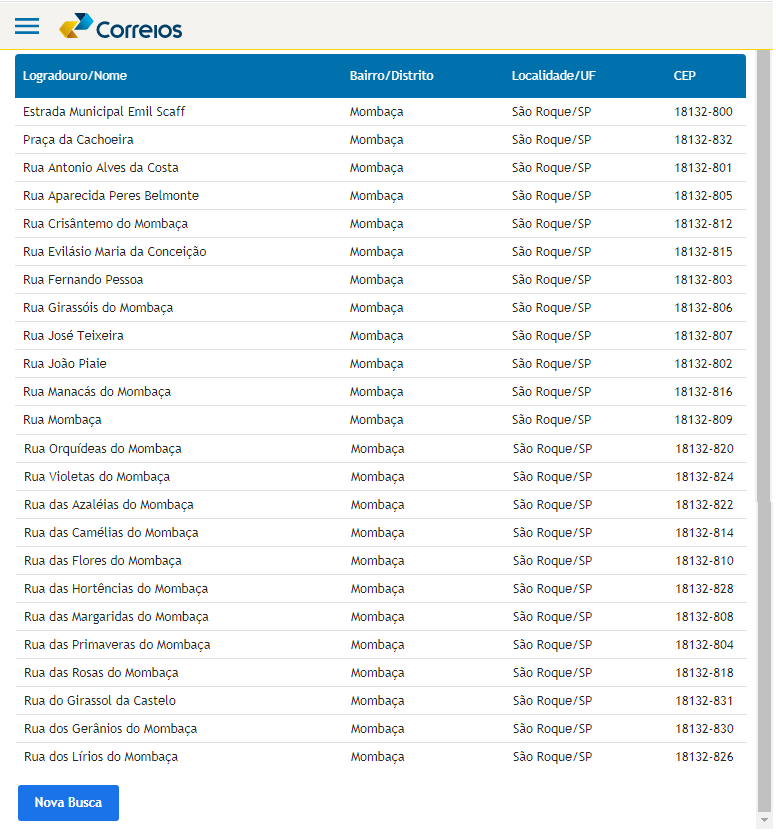 Correios
Logradouro/Nome Bairro/Distrito Localidade/UF CEP
Estrada Municipal Emil Scaff Mombaça São Roque/SP 18132-800
Praça da Cachoeira Mombaça São Roque/SP 18132-832
Rua Antonio Alves da Costa Mombaça São Roque/SP 18132-801
Rua Aparecida Peres Belmonte Mombaça São Roque/SP 18132-805
Rua Crisântemo do Mombaça Mombaça São Roque/SP 18132-812
Rua Evilásio Maria da Conceição Mombaça São Roque/SP 18132-815
Rua Fernando Pessoa Mombaça São Roque/SP 18132-803
Rua Girassóis do Mombaça Mombaça São Roque/SP 18132-806
Rua José Teixeira Mombaça São Roque/SP 18132-807
Rua João Piaie Mombaça São Roque/SP 18132-802
Rua Manacás do Mombaça Mombaça São Roque/SP 18132-816
Rua Mombaça Mombaça São Roque/SP 18132-809
Rua Orquídeas do Mombaça Mombaça São Roque/SP 18132-820
Rua Violetas do Mombaça Mombaça São Roque/SP 18132-824
Rua das Azaléias do Mombaça Mombaça São Roque/SP 18132-822
Rua das Camélias do Mombaça Mombaça São Roque/SP 18132-814
Rua das Flores do Mombaça Mombaça São Roque/SP 18132-810
Rua das Hortências do Mombaça Mombaça São Roque/SP 18132-828
Rua das Margaridas do Mombaça Mombaça São Roque/SP 18132-808
Rua das Primaveras do Mombaça Mombaça São Roque/SP 18132-804
Rua das Rosas do Mombaça Mombaça São Roque/SP 18132-818
Rua do Girassol da Castelo Mombaça São Roque/SP 18132-831
Rua dos Gerânios do Mombaça Mombaça São Roque/SP 18132-830
Rua dos Lírios do Mombaça Mombaça São Roque/SP 18132-826
Nova Busca